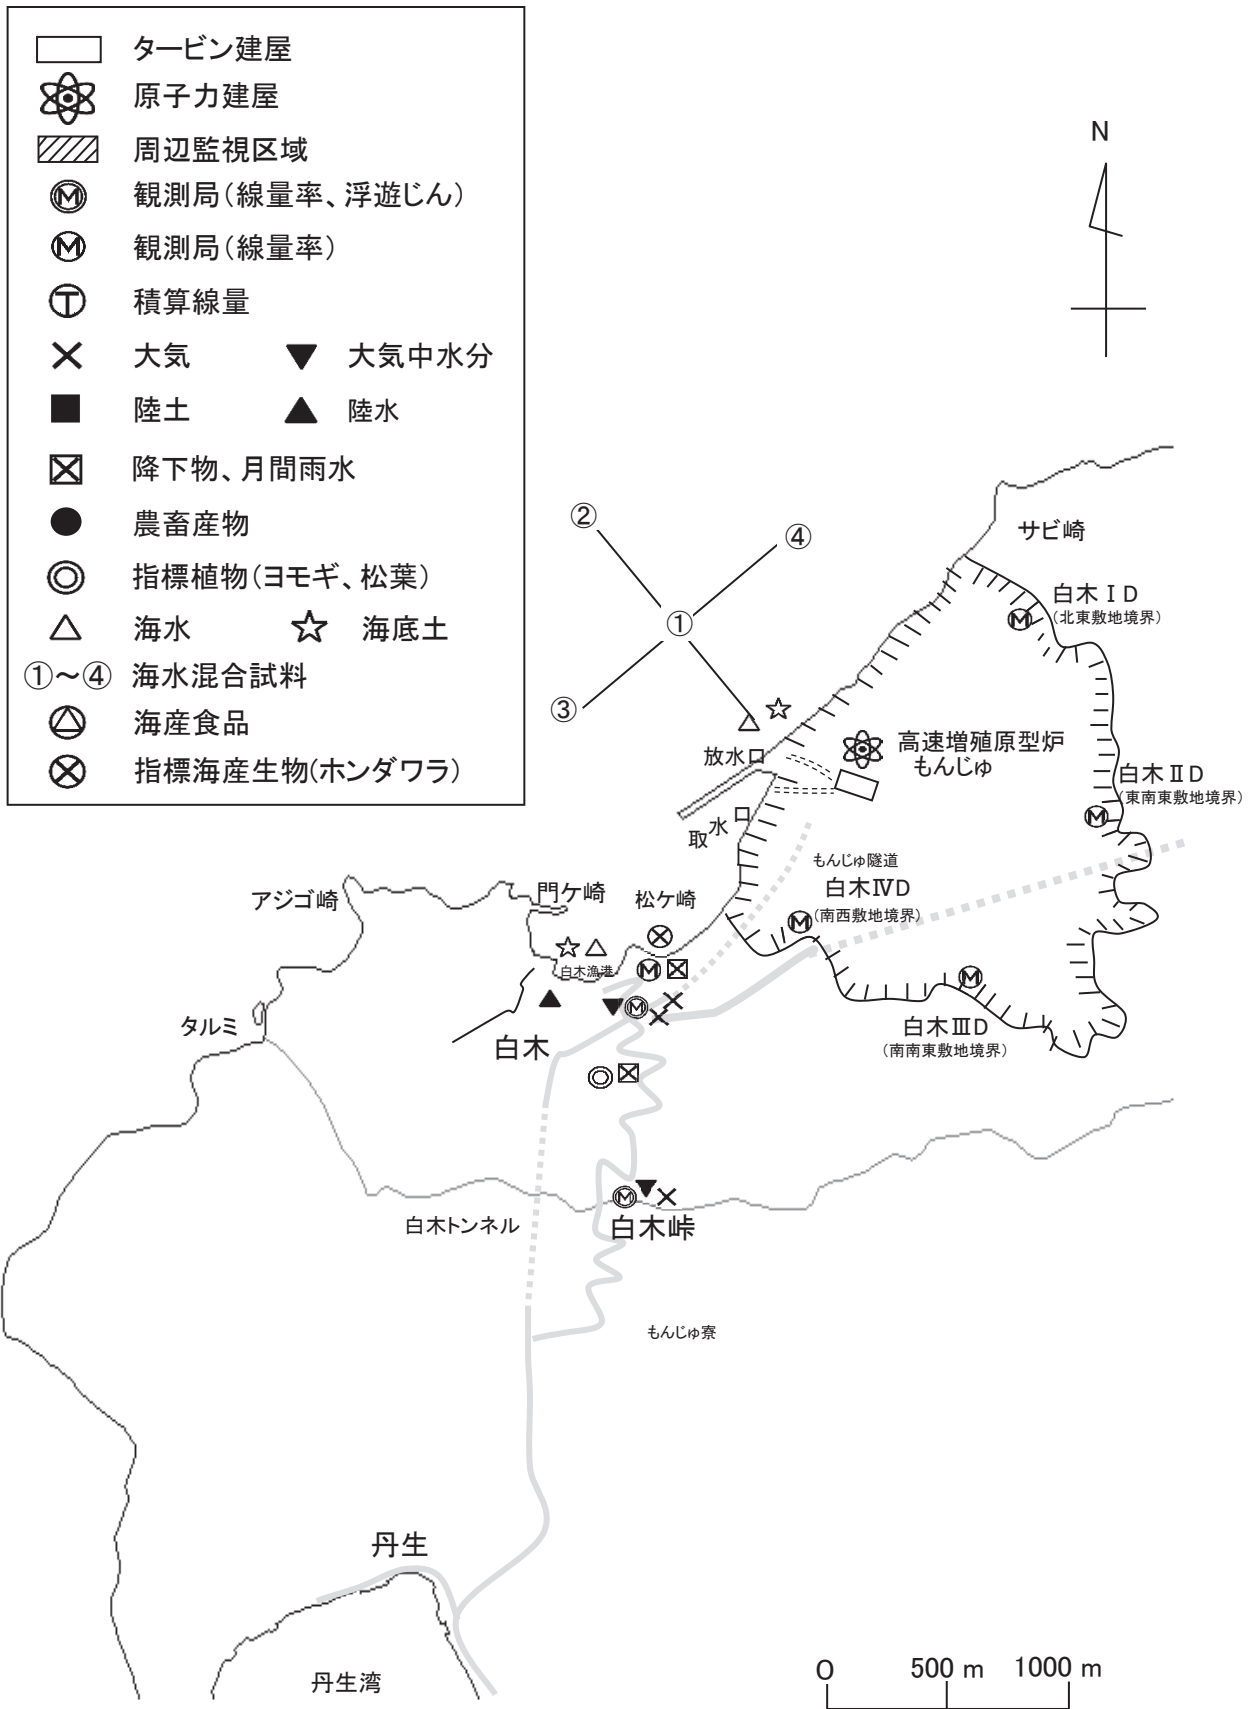 タービン建屋
原子力建屋
周辺監視区域
M 観測局(線量率、浮遊じん)
M 観測局(線量率)
T 積算線量
大気 大気中水分
陸土 陸水
降下物、月間雨水
農畜産物
指標植物(ヨモギ、松葉)
海水 海底土
①～④ 海水混合試料
海産食品
指標海産生物(ホンダワラ)
N
②
④
①
③
サビ崎
白木ⅠD
(北東敷地境界)
M
放水口
高速増殖原型炉
もんじゅ
白木ⅡD
(東南東敷地境界)
M
取水口
もんじゅ隧道
白木ⅣD
(南西敷地境界)
M
アジゴ崎
門ケ崎
松ケ崎
白木漁港
M
M
M
白木ⅢD
(南南東敷地境界)
タルミ
白木
M
白木トンネル
白木峠
もんじゅ寮
丹生
丹生湾
O 500 m 1000 m